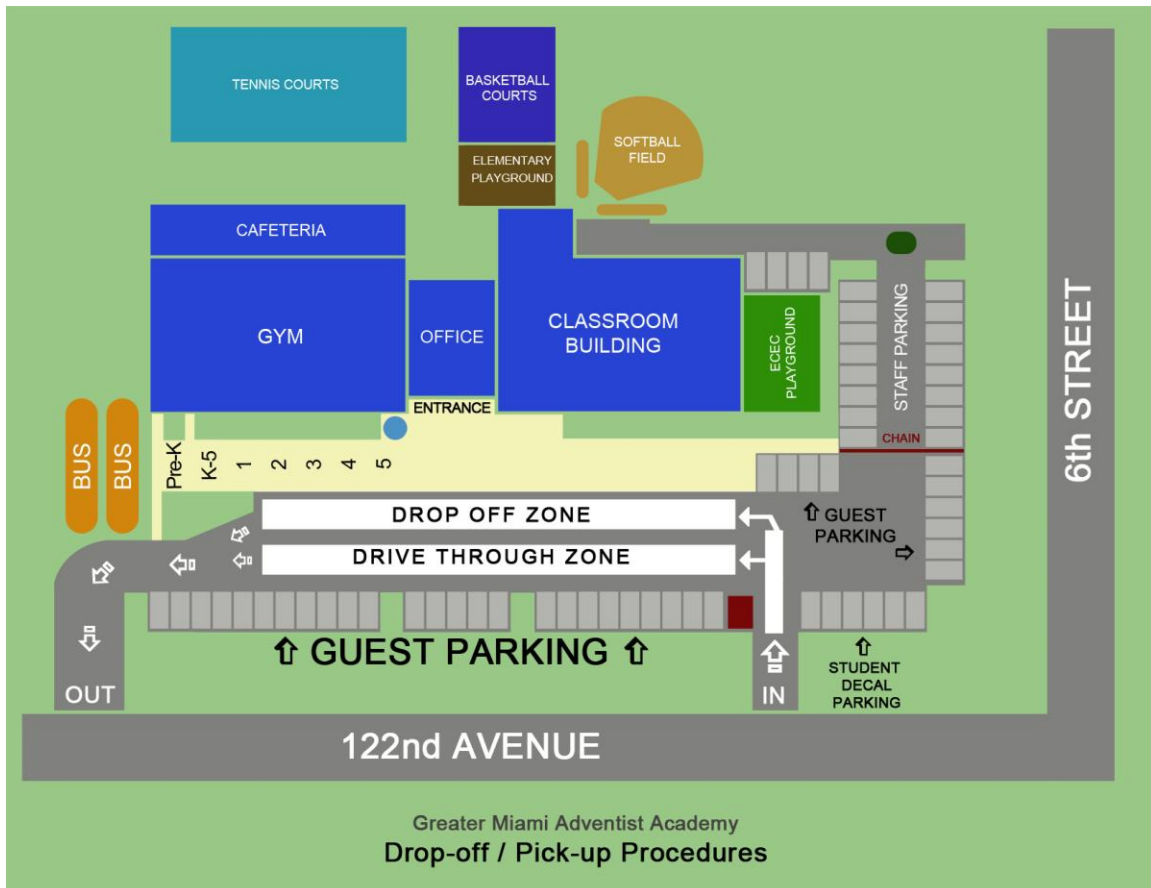 TENNIS COURTS
BASKETBALL
COURTS
SOFTBALL
FIELD
ELEMENTARY
PLAYGROUND
CAFETERIA
GYM
OFFICE
CLASSROOM
BUILDING
ECEC
PLAYGROUND
STAFF PARKING
6th STREET
ENTRANCE
CHAIN
BUS
BUS
Pre-K
K-5
1
2
3
4
5
DROP OFF ZONE
GUEST
PARKING
DRIVE THROUGH ZONE
GUEST PARKING
STUDENT
DECAL
PARKING
OUT
IN
122nd AVENUE
Greater Miami Adventist Academy
Drop-off / Pick-up Procedures